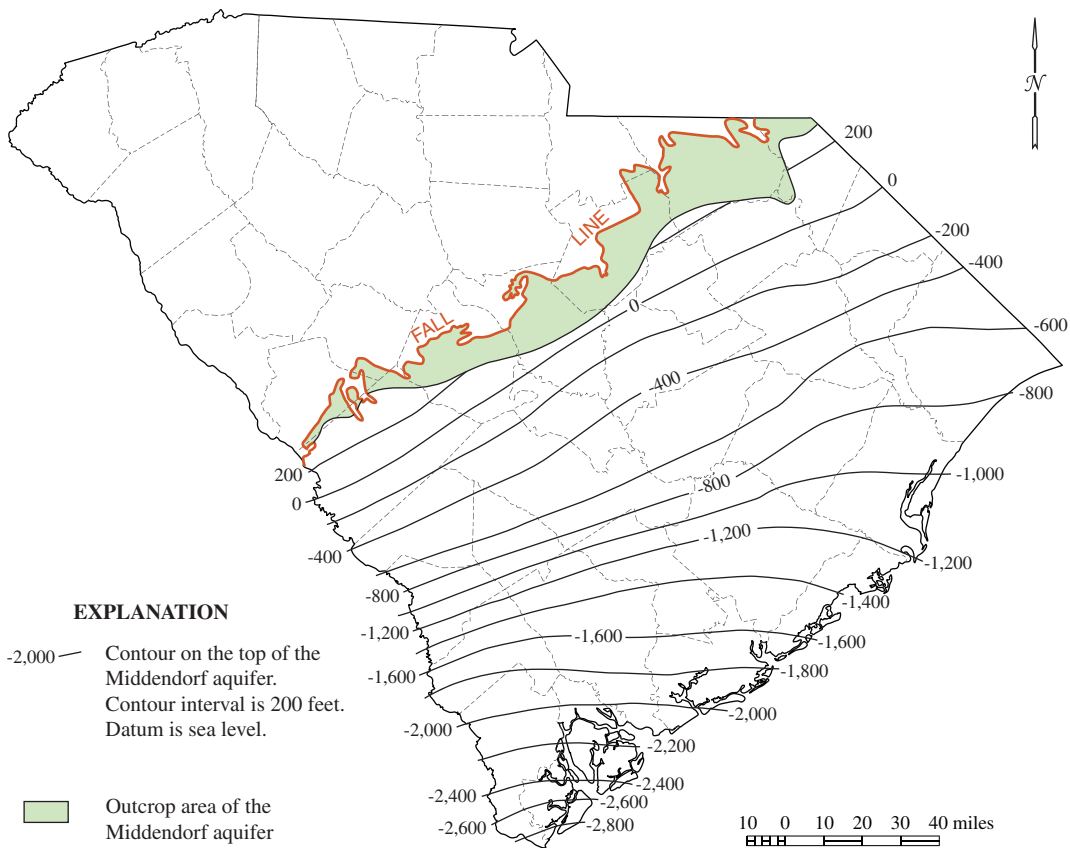 N
200
0
-200
-400
-600
-800
-1,000
-1,200
-1,400
-1,600
-1,800
-2,000
-2,200
-2,400
-2,600
-2,800
LINE
FALL
0
-400
-800
-1,200
-1,600
200
0
-400
-800
-1,200
-1,600
-2,000
-2,400
-2,600
EXPLANATION
-2,000
Contour on the top of the
Middendorf aquifer.
Contour interval is 200 feet.
Datum is sea level.
Outcrop area of the
Middendorf aquifer
10 0 10 20 30 40 miles